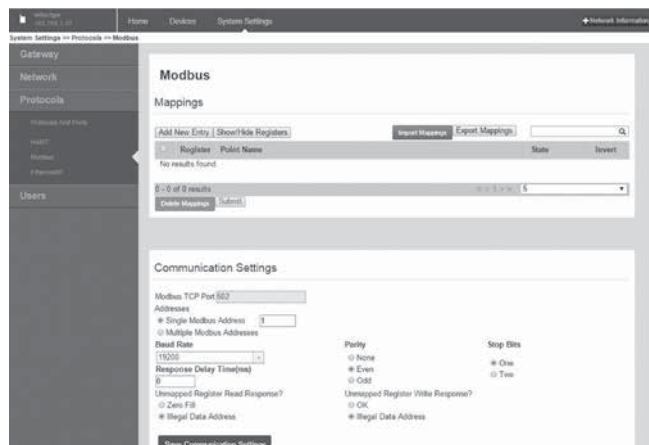 Home Devices System Settings
Network Information
System Settings >> Protocols >> Modbus
Gateway
Network
Protocols
Protocols And Ports
HART
Modbus
Users
Modbus
Mappings
Add New Entry Show/Hide Registers Import Mappings Export Mappings
Register Point Name State Invert
No results found.
0 - 0 of 0 results 5
Delete Mappings Submit
Communication Settings
Modbus TCP Port 502
Addresses
Single Modbus Address 1
Multiple Modbus Addresses
Baud Rate Parity Stop Bits
19200
None
Even
Odd
One
Two
Response Delay Time(ms)
0
Unmapped Register Read Response? Unmapped Register Write Response?
Zero Fill OK
Illegal Data Address Illegal Data Address
Save Communication Settings